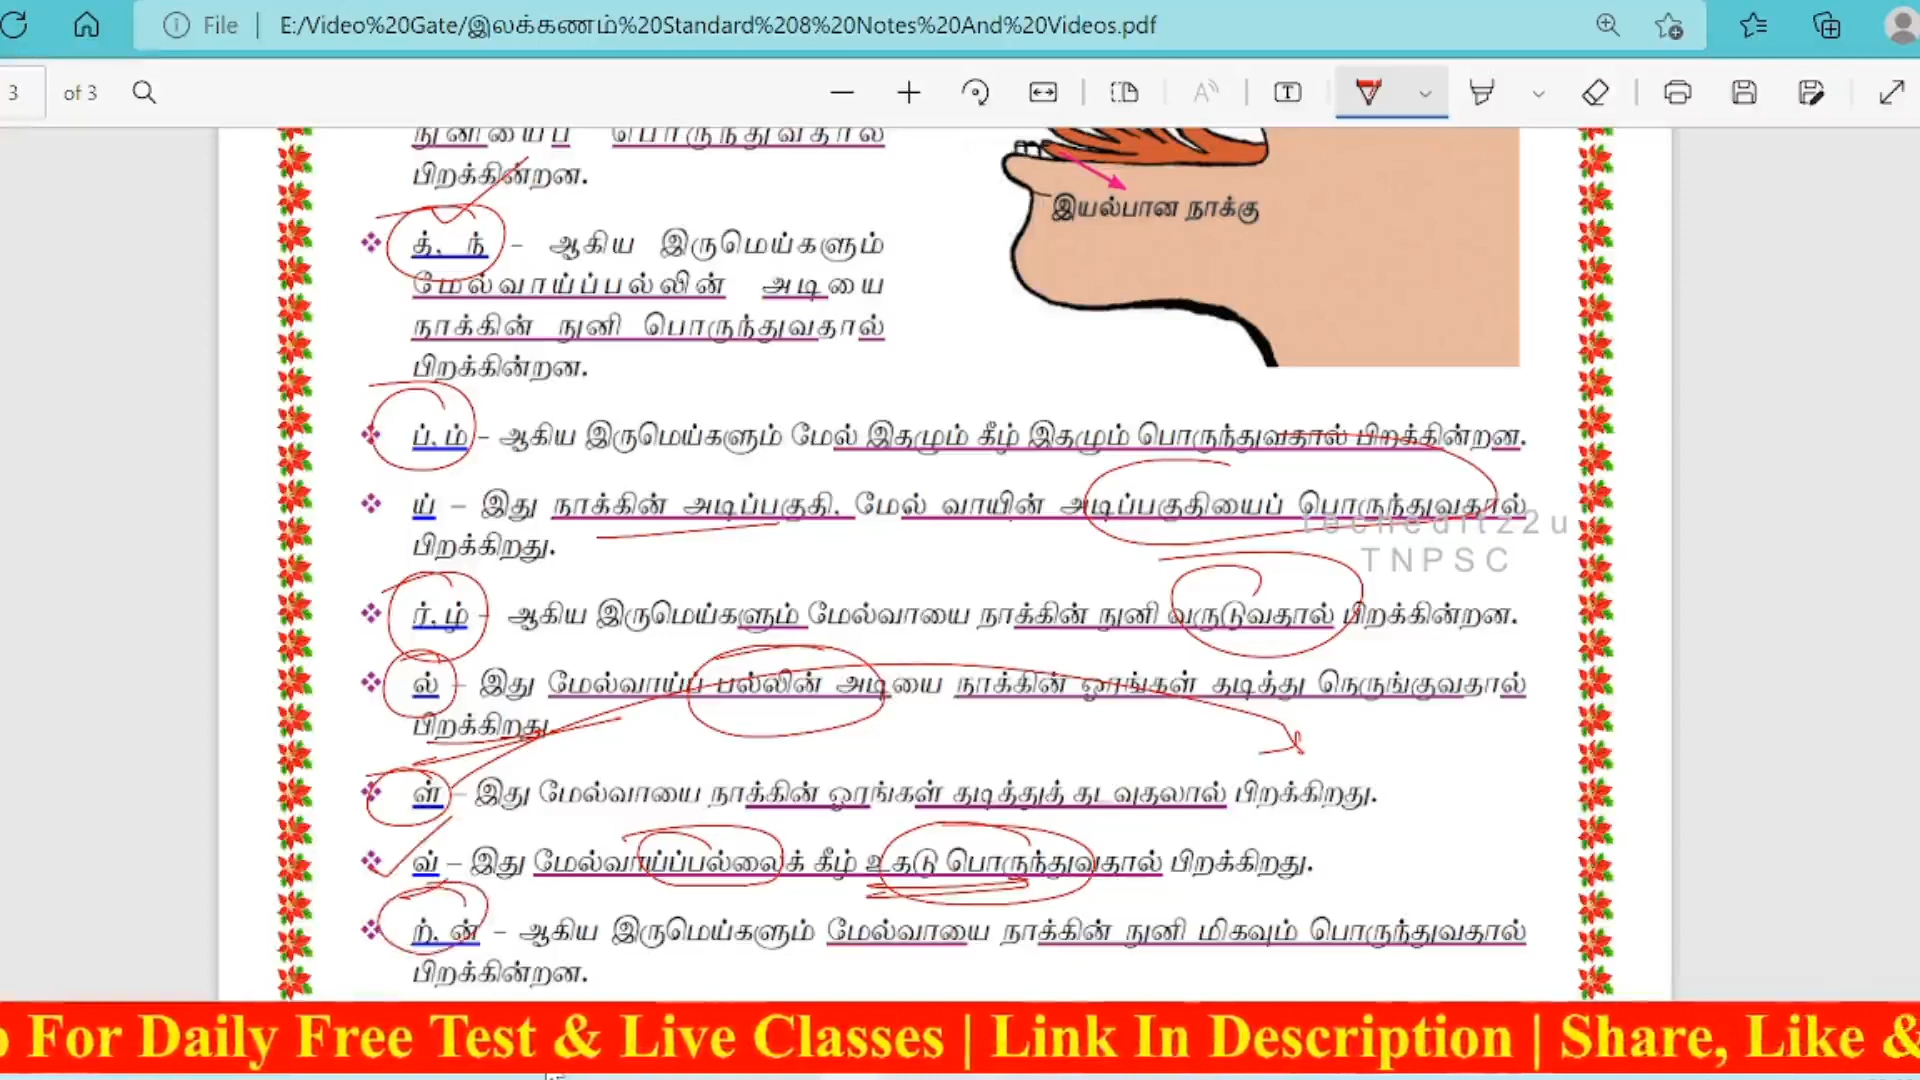 File | E:/Video%20Gate/இலக்கணம்%20Standard%208%20Notes%20And%20Videos.pdf
3 of 3
நுனியைப் பொருந்துவதால்
பிறக்கின்றன.
இயல்பான நாக்கு
த், ந் – ஆகிய இருமெய்களும்
மேல்வாய்ப்பல்லின் அடியை
நாக்கின் நுனி பொருந்துவதால்
பிறக்கின்றன.
ப், ம் – ஆகிய இருமெய்களும் மேல் இதழும் கீழ் இதழும் பொருந்துவதால் பிறக்கின்றன.
ய் – இது நாக்கின் அடிப்பகுதி, மேல் வாயின் அடிப்பகுதியைப் பொருந்துவதால்
பிறக்கிறது.
techeditz2u
TNPSC
ர், ழ் – ஆகிய இருமெய்களும் மேல்வாயை நாக்கின் நுனி வருடுவதால் பிறக்கின்றன.
ல் – இது மேல்வாய்ப் பல்லின் அடியை நாக்கின் ஓரங்கள் தடித்து நெருங்குவதால்
பிறக்கிறது.
ள் – இது மேல்வாயை நாக்கின் ஓரங்கள் தடித்துத் தடவுதலால் பிறக்கிறது.
வ் – இது மேல்வாய்ப்பல்லைக் கீழ் உதடு பொருந்துவதால் பிறக்கிறது.
ற், ன் – ஆகிய இருமெய்களும் மேல்வாயை நாக்கின் நுனி மிகவும் பொருந்துவதால்
பிறக்கின்றன.
For Daily Free Test & Live Classes | Link In Description | Share, Like &